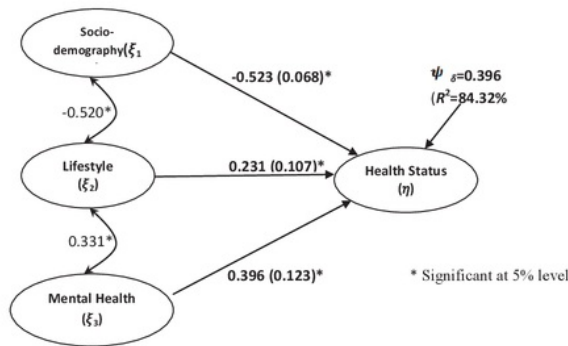 Socio-
demography(ξ1
-0.523 (0.068)*
ψ δ=0.396
(R²=84.32%
-0.520*
Lifestyle
(ξ2)
0.231 (0.107)*
Health Status
(η)
0.331*
0.396 (0.123)*
* Significant at 5% level
Mental Health
(ξ3)